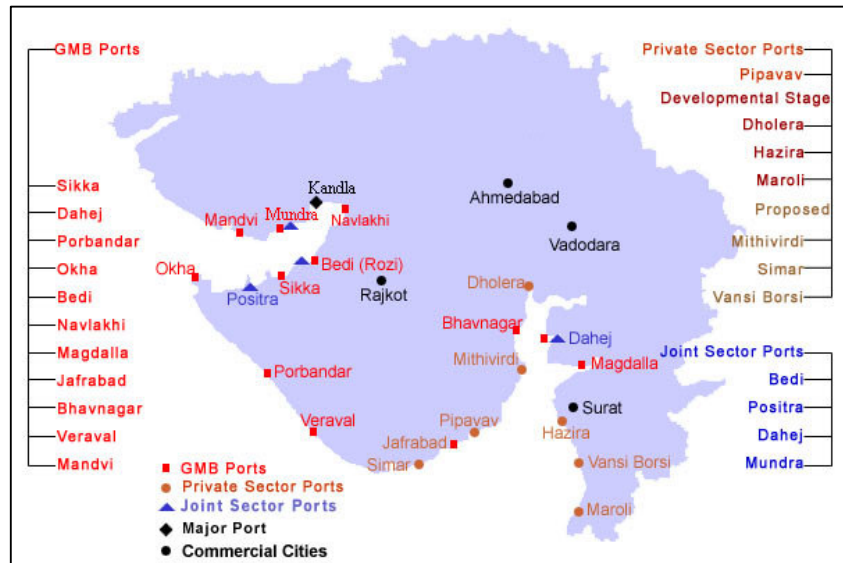 GMB Ports
Sikka
Dahej
Porbandar
Okha
Bedi
Navlakhi
Magdalla
Jafrabad
Bhavnagar
Veraval
Mandvi
Kandla
Mandvi
Mundra
Navlakhi
Okha
Bedi (Rozi)
Positra
Sikka
Rajkot
Ahmedabad
Vadodara
Dholera
Bhavnagar
Dahej
Mithivirdi
Magdalla
Porbandar
Veraval
Pipavav
Jafrabad
Simar
Surat
Hazira
Vansi Borsi
Maroli
GMB Ports
Private Sector Ports
Joint Sector Ports
Major Port
Commercial Cities
Private Sector Ports
Pipavav
Developmental Stage
Dholera
Hazira
Maroli
Proposed
Mithivirdi
Simar
Vansi Borsi
Joint Sector Ports
Bedi
Positra
Dahej
Mundra